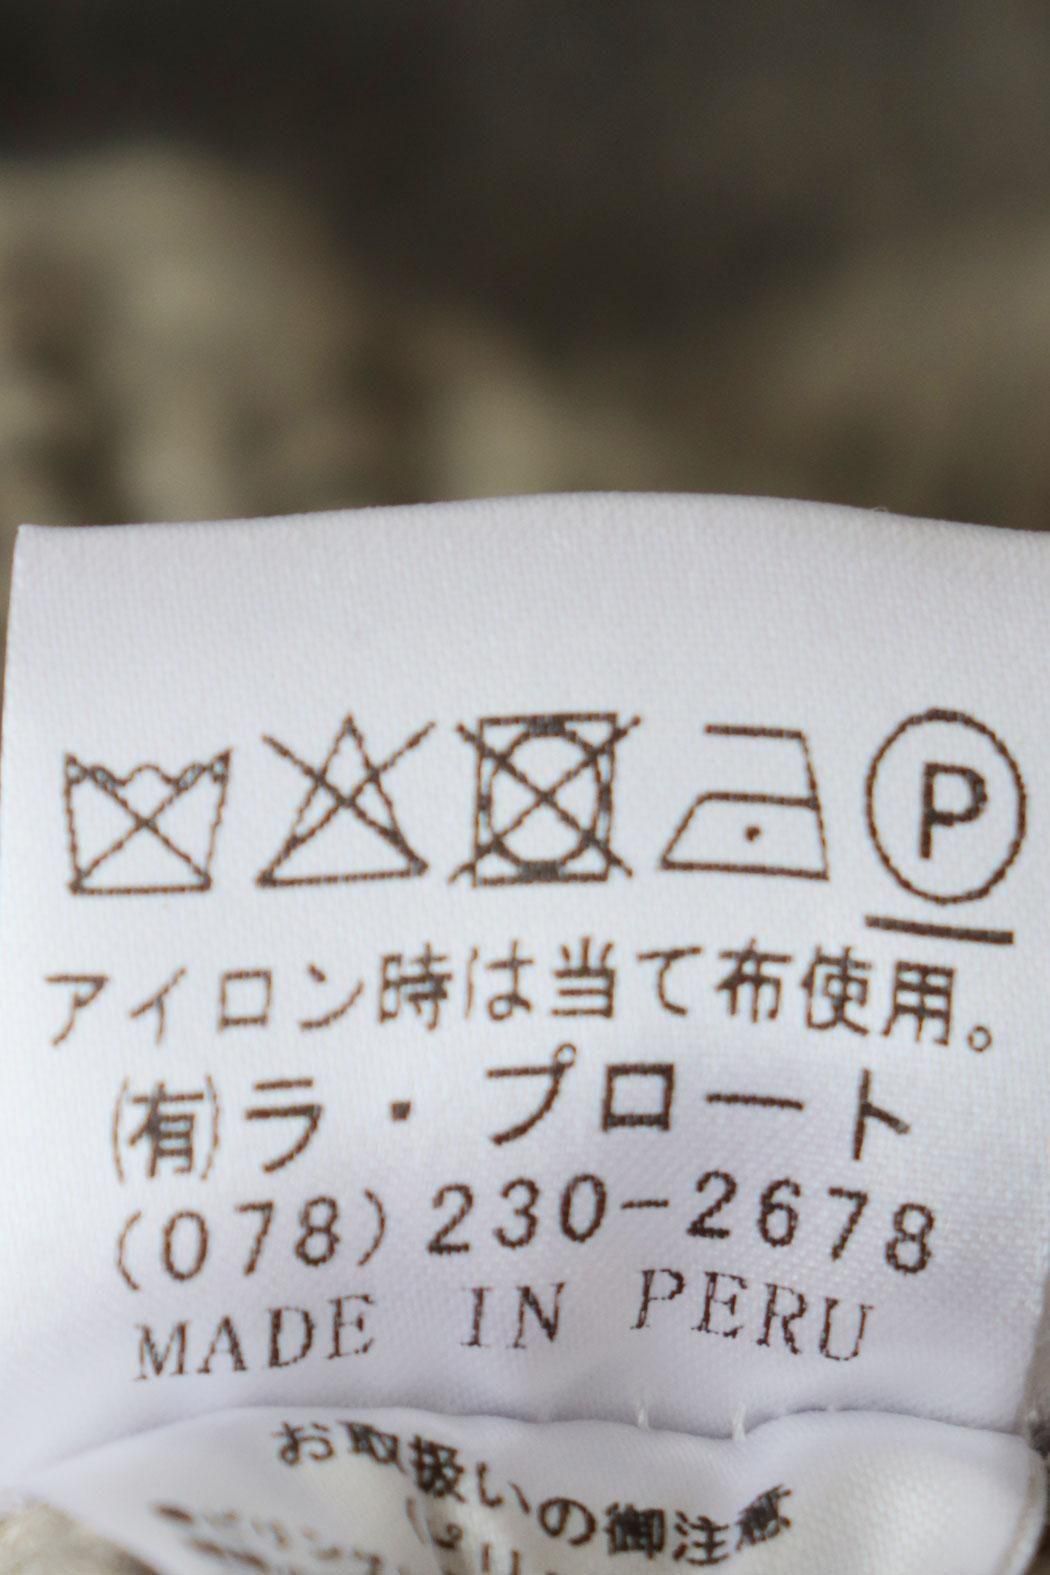 P
アイロン時は当て布使用。
(有)ラ・プロート
(078)230-2678
MADE IN PERU
お取扱いの御注意